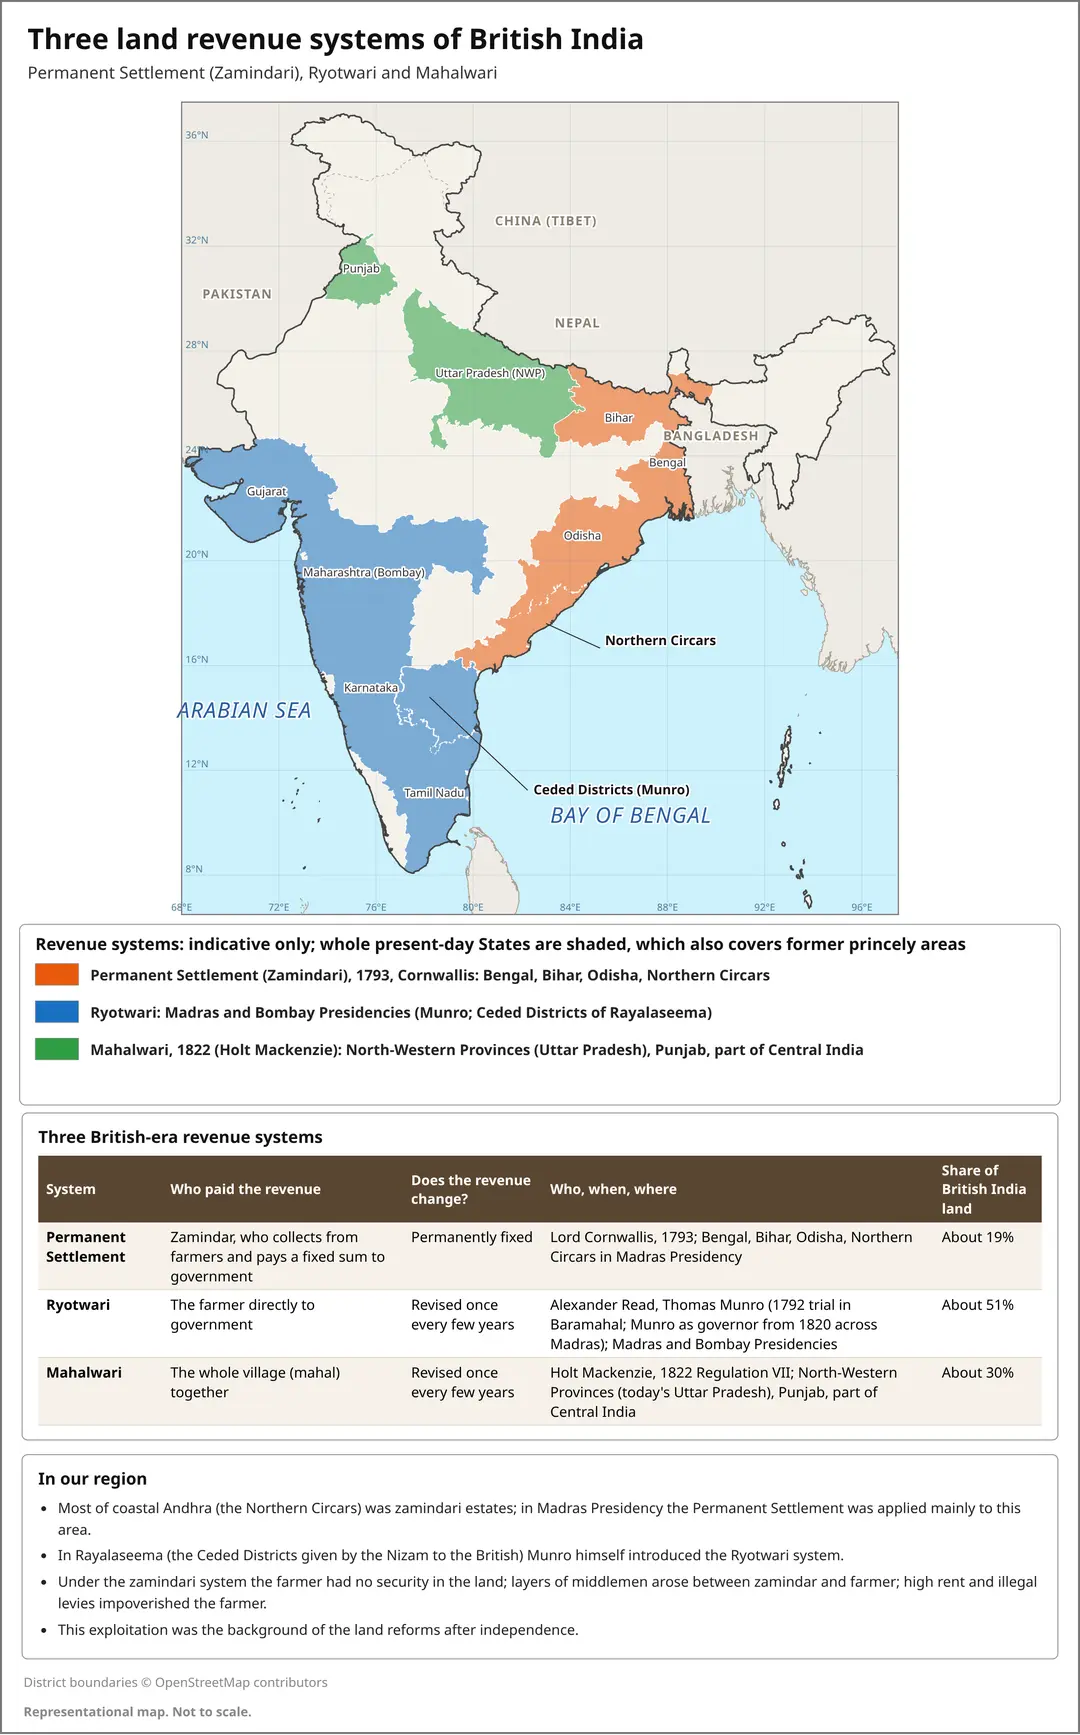 Three land revenue systems of British India
Permanent Settlement (Zamindari), Ryotwari and Mahalwari
36°N
CHINA (TIBET)
32°N
Punjab
PAKISTAN
NEPAL
28°N
Uttar Pradesh (NWP)
Bihar
BANGLADESH
24°N
Bengal
Gujarat
Odisha
20°N
Maharashtra (Bombay)
Northern Circars
16°N
Karnataka
ARABIAN SEA
12°N
Ceded Districts (Munro)
Tamil Nadu
BAY OF BENGAL
8°N
68°E
72°E
76°E
80°E
84°E
88°E
92°E
96°E
Revenue systems: indicative only; whole present-day States are shaded, which also covers former princely areas
Permanent Settlement (Zamindari), 1793, Cornwallis: Bengal, Bihar, Odisha, Northern Circars
Ryotwari: Madras and Bombay Presidencies (Munro; Ceded Districts of Rayalaseema)
Mahalwari, 1822 (Holt Mackenzie): North-Western Provinces (Uttar Pradesh), Punjab, part of Central India
Three British-era revenue systems
System
Who paid the revenue
Does the revenue
change?
Who, when, where
Share of
British India
land
Permanent
Settlement
Zamindar, who collects from
farmers and pays a fixed sum to
government
Permanently fixed
Lord Cornwallis, 1793; Bengal, Bihar, Odisha, Northern
Circars in Madras Presidency
About 19%
Ryotwari
The farmer directly to
government
Revised once
every few years
Alexander Read, Thomas Munro (1792 trial in
Baramahal; Munro as governor from 1820 across
Madras); Madras and Bombay Presidencies
About 51%
Mahalwari
The whole village (mahal)
together
Revised once
every few years
Holt Mackenzie, 1822 Regulation VII; North-Western
Provinces (today's Uttar Pradesh), Punjab, part of
Central India
About 30%
In our region
• Most of coastal Andhra (the Northern Circars) was zamindari estates; in Madras Presidency the Permanent Settlement was applied mainly to this
area.
• In Rayalaseema (the Ceded Districts given by the Nizam to the British) Munro himself introduced the Ryotwari system.
• Under the zamindari system the farmer had no security in the land; layers of middlemen arose between zamindar and farmer; high rent and illegal
levies impoverished the farmer.
• This exploitation was the background of the land reforms after independence.
District boundaries © OpenStreetMap contributors
Representational map. Not to scale.